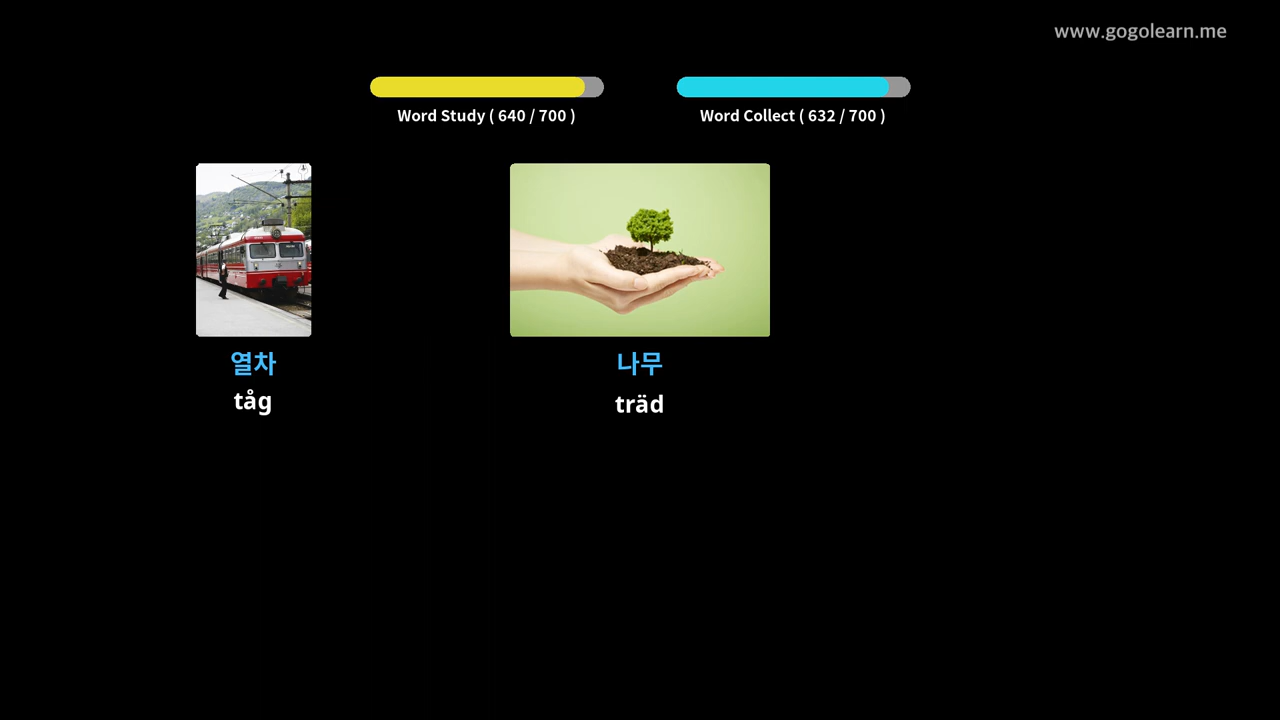 www.gogolearn.me
Word Study ( 640 / 700 )
Word Collect ( 632 / 700 )
열차
tåg
나무
träd